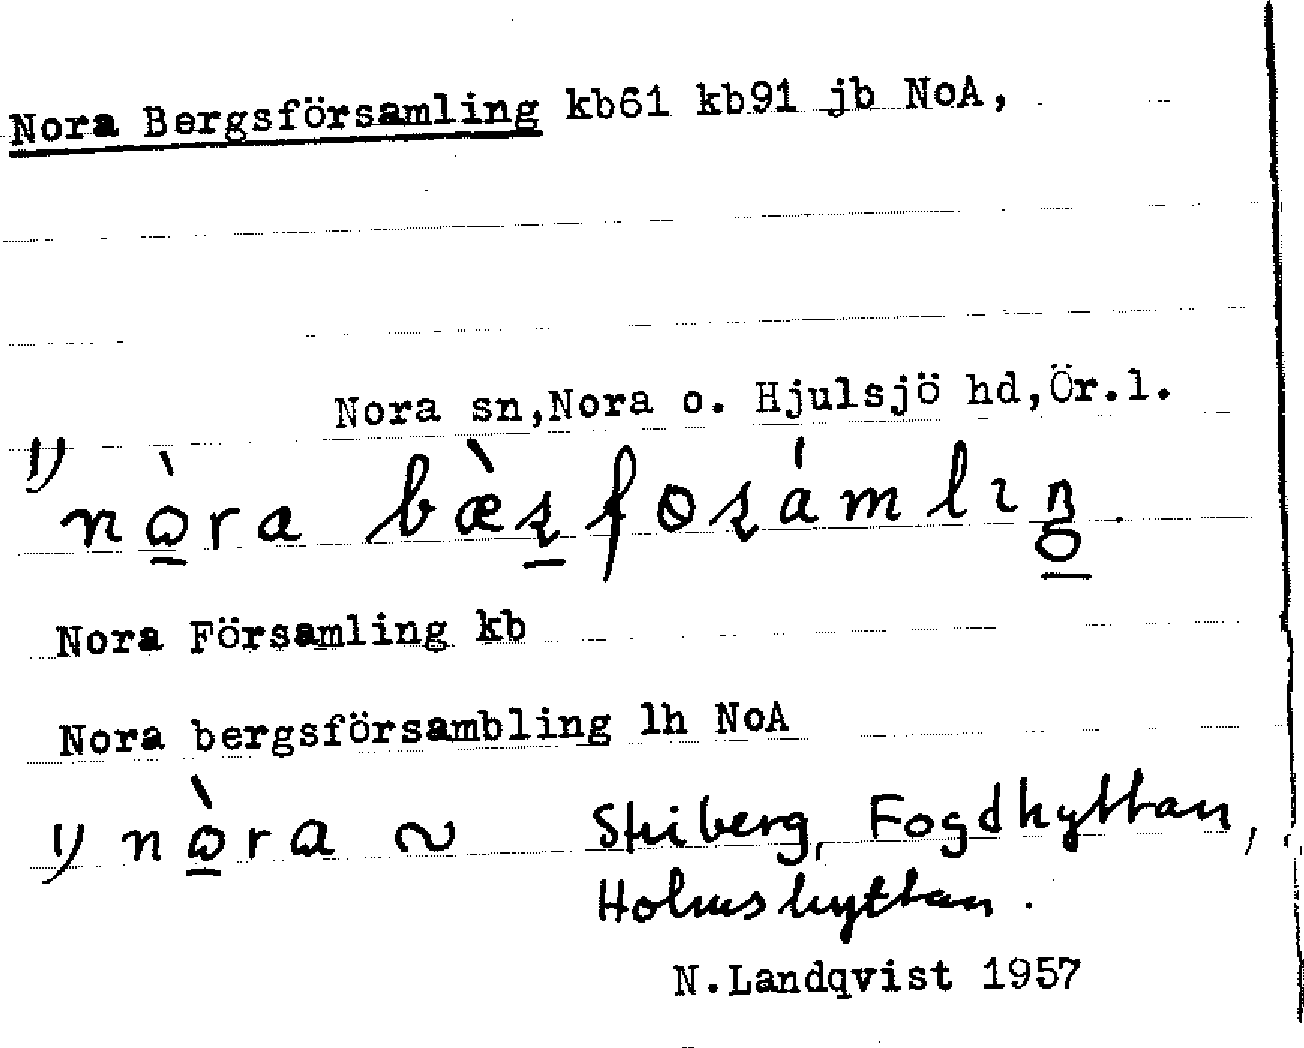 Nora Bergsförsamling kb61 kb91 jb NoA,
Nora sn,Nora o. Hjulsjö hd,Ör.l.
1) nòra bæ̀ʂfoʂámlıŋ.
Nora Församling kb
Nora bergsförsambling lh NoA
1) nòra ~ Striberg, Fogdhyttan,
Holmshyttan.
N.Landqvist 1957